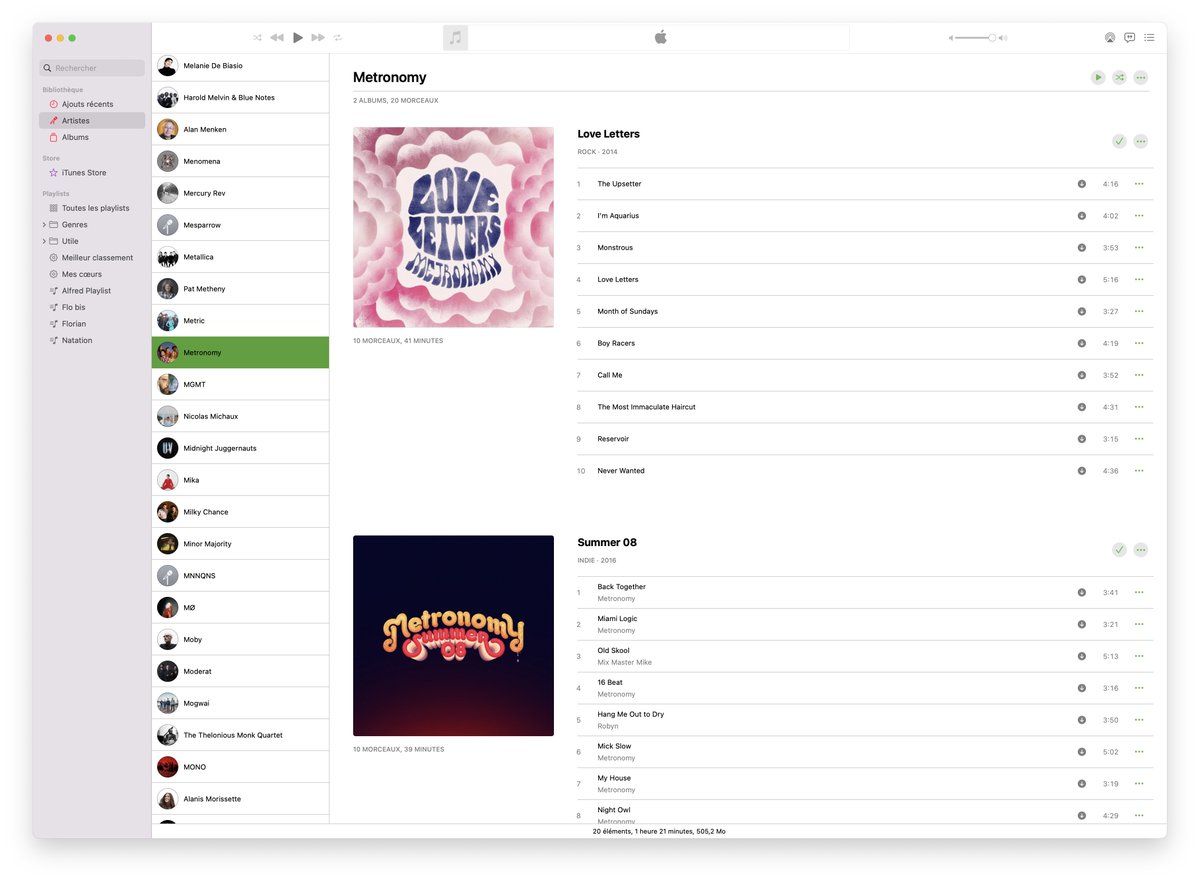 Rechercher
Bibliothèque
Ajouts récents
Artistes
Albums
Store
iTunes Store
Playlists
Toutes les playlists
Genres
Utile
Meilleur classement
Mes cœurs
Alfred Playlist
Flo bis
Florian
Natation
Melanie De Biasio
Harold Melvin & Blue Notes
Alan Menken
Menomena
Mercury Rev
Mesparrow
Metallica
Pat Metheny
Metric
Metronomy
MGMT
Nicolas Michaux
Midnight Juggernauts
Mika
Milky Chance
Minor Majority
MNNQNS
MØ
Moby
Moderat
Mogwai
The Thelonious Monk Quartet
MONO
Alanis Morissette
Metronomy
2 ALBUMS, 20 MORCEAUX
LOVE
LETTERS
METRONOMY
10 MORCEAUX, 41 MINUTES
Love Letters
ROCK · 2014
1 The Upsetter 4:16
2 I'm Aquarius 4:02
3 Monstrous 3:53
4 Love Letters 5:16
5 Month of Sundays 3:27
6 Boy Racers 4:19
7 Call Me 3:52
8 The Most Immaculate Haircut 4:31
9 Reservoir 3:15
10 Never Wanted 4:36
Metronomy
Summer
08
10 MORCEAUX, 39 MINUTES
Summer 08
INDIE · 2016
1 Back Together 3:41
Metronomy
2 Miami Logic 3:21
Metronomy
3 Old Skool 5:13
Mix Master Mike
4 16 Beat 3:16
Metronomy
5 Hang Me Out to Dry 3:50
Robyn
6 Mick Slow 5:02
Metronomy
7 My House 3:19
Metronomy
8 Night Owl 4:29
Metronomy
20 éléments, 1 heure 21 minutes, 505,2 Mo